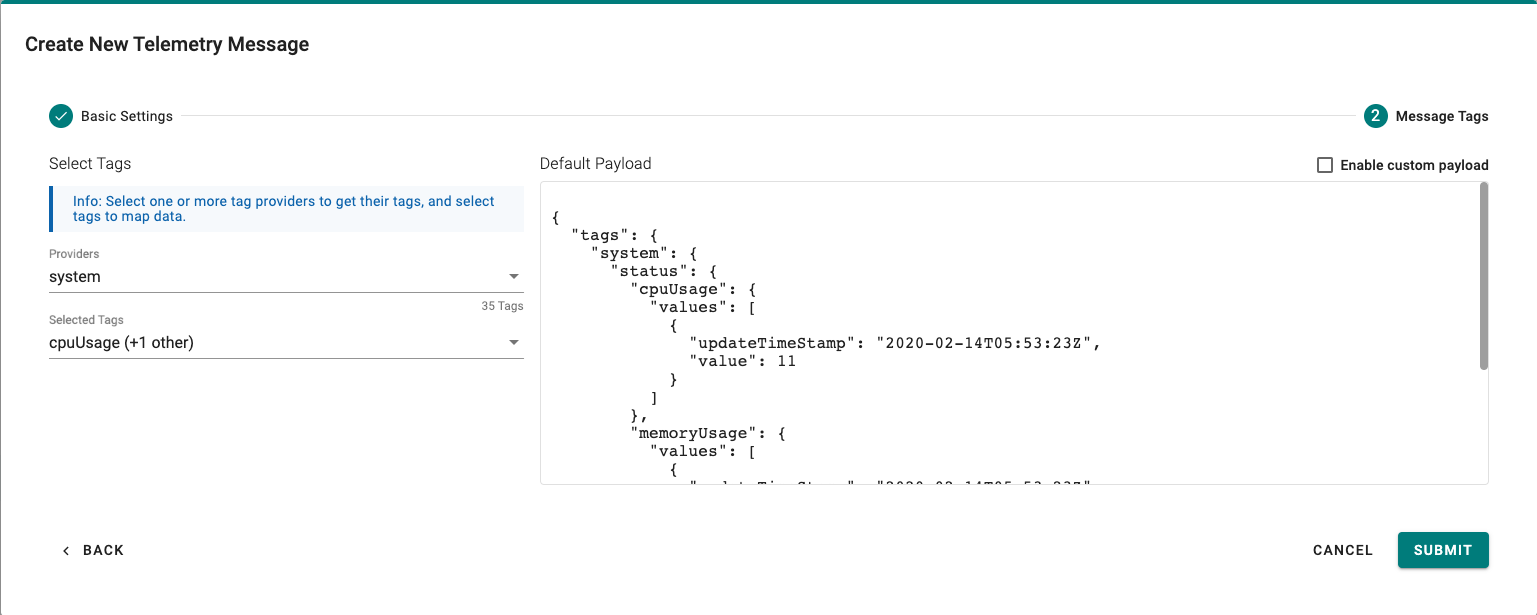 Create New Telemetry Message
Basic Settings
2 Message Tags
Select Tags
Info: Select one or more tag providers to get their tags, and select
tags to map data.
Providers
system
35 Tags
Selected Tags
cpuUsage (+1 other)
Default Payload
Enable custom payload
{
  "tags": {
    "system": {
      "status": {
        "cpuUsage": {
          "values": [
            {
              "updateTimeStamp": "2020-02-14T05:53:23Z",
              "value": 11
            }
          ]
        },
        "memoryUsage": {
          "values": [
            {
BACK
CANCEL
SUBMIT